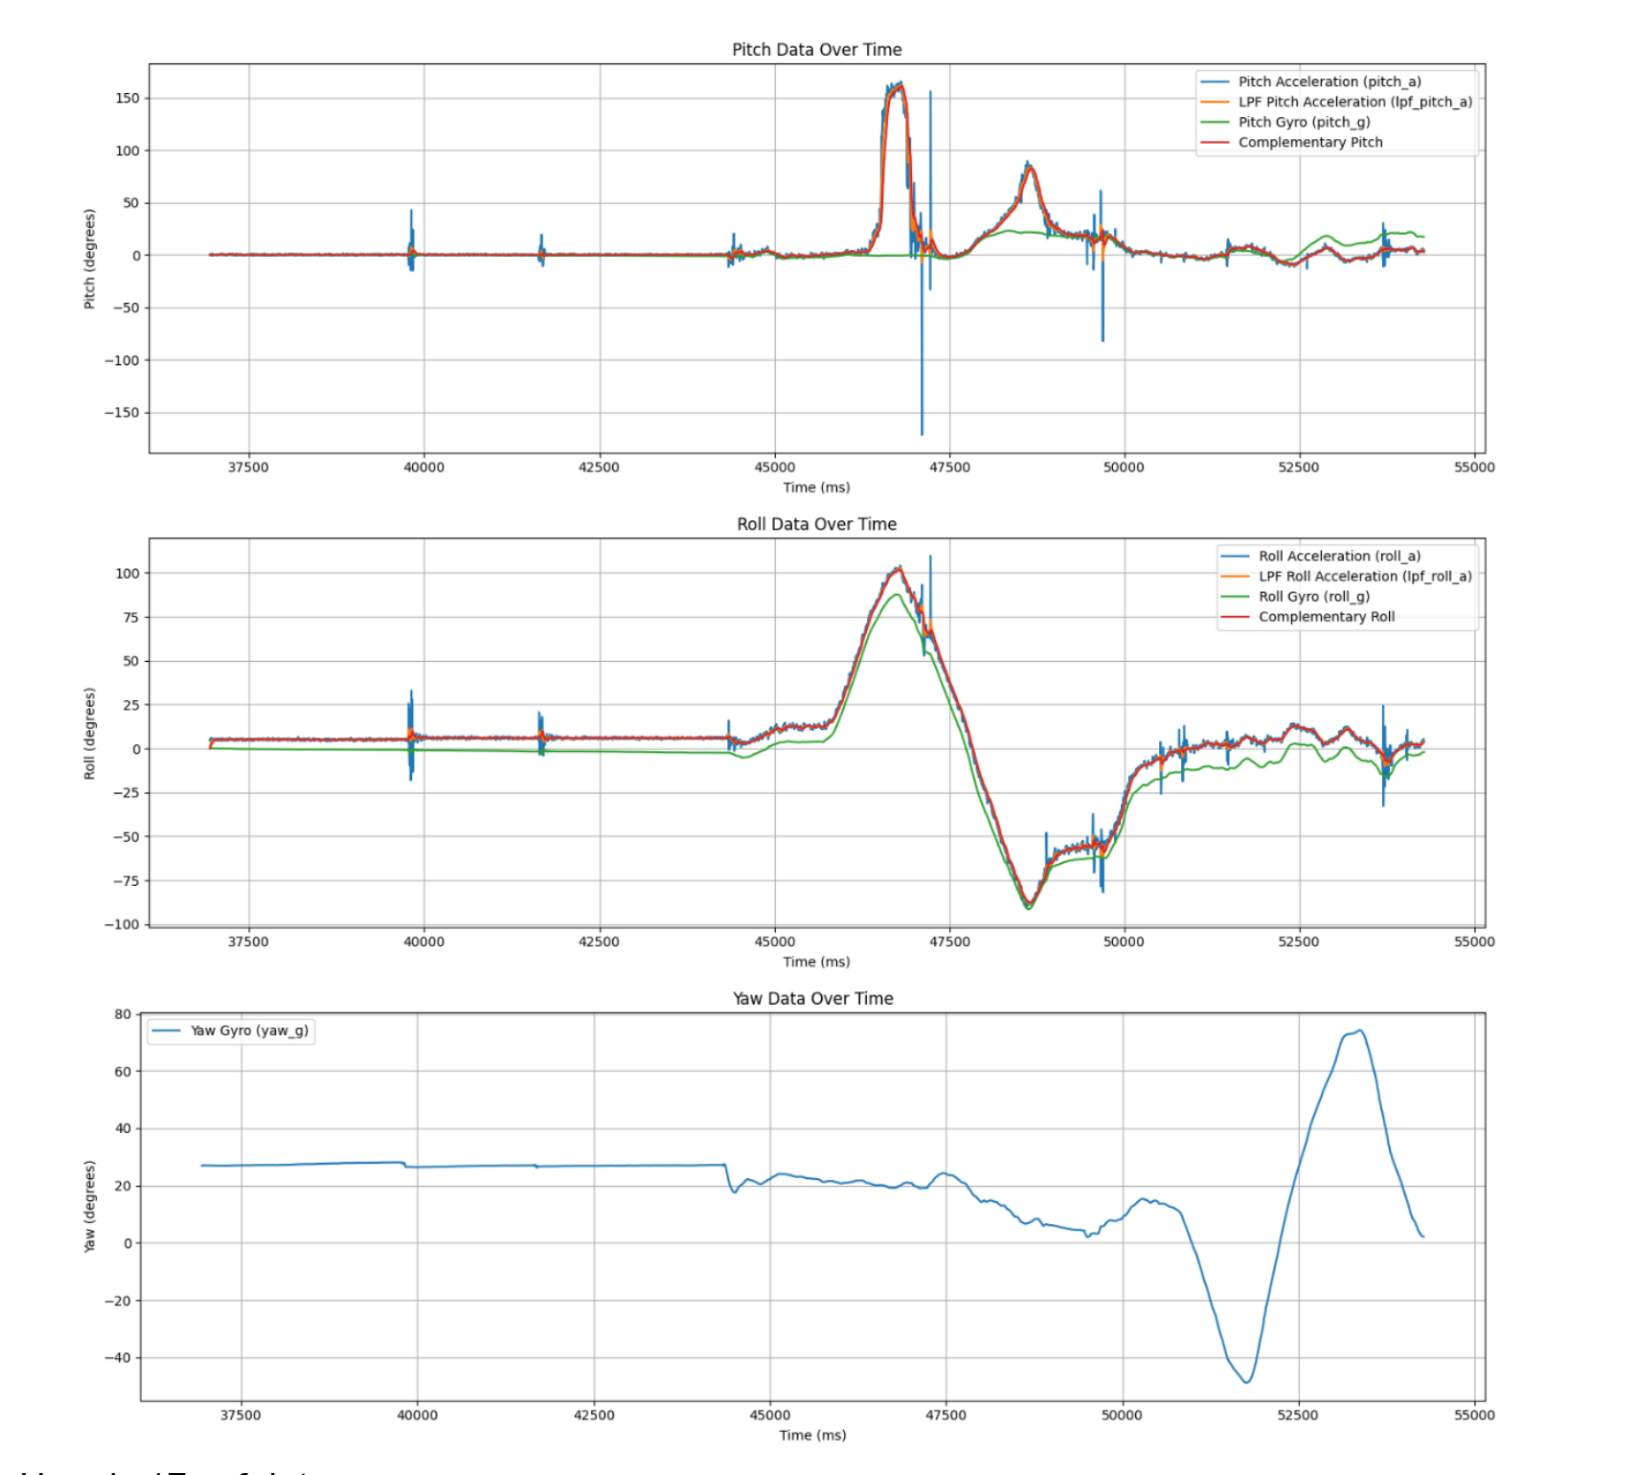 Pitch Data Over Time
Pitch Acceleration (pitch_a)
LPF Pitch Acceleration (lpf_pitch_a)
Pitch Gyro (pitch_g)
Complementary Pitch
150
100
50
0
−50
−100
−150
Pitch (degrees)
37500 40000 42500 45000 47500 50000 52500 55000
Time (ms)
Roll Data Over Time
Roll Acceleration (roll_a)
LPF Roll Acceleration (lpf_roll_a)
Roll Gyro (roll_g)
Complementary Roll
100
75
50
25
0
−25
−50
−75
−100
Roll (degrees)
37500 40000 42500 45000 47500 50000 52500 55000
Time (ms)
Yaw Data Over Time
Yaw Gyro (yaw_g)
80
60
40
20
0
−20
−40
Yaw (degrees)
37500 40000 42500 45000 47500 50000 52500 55000
Time (ms)